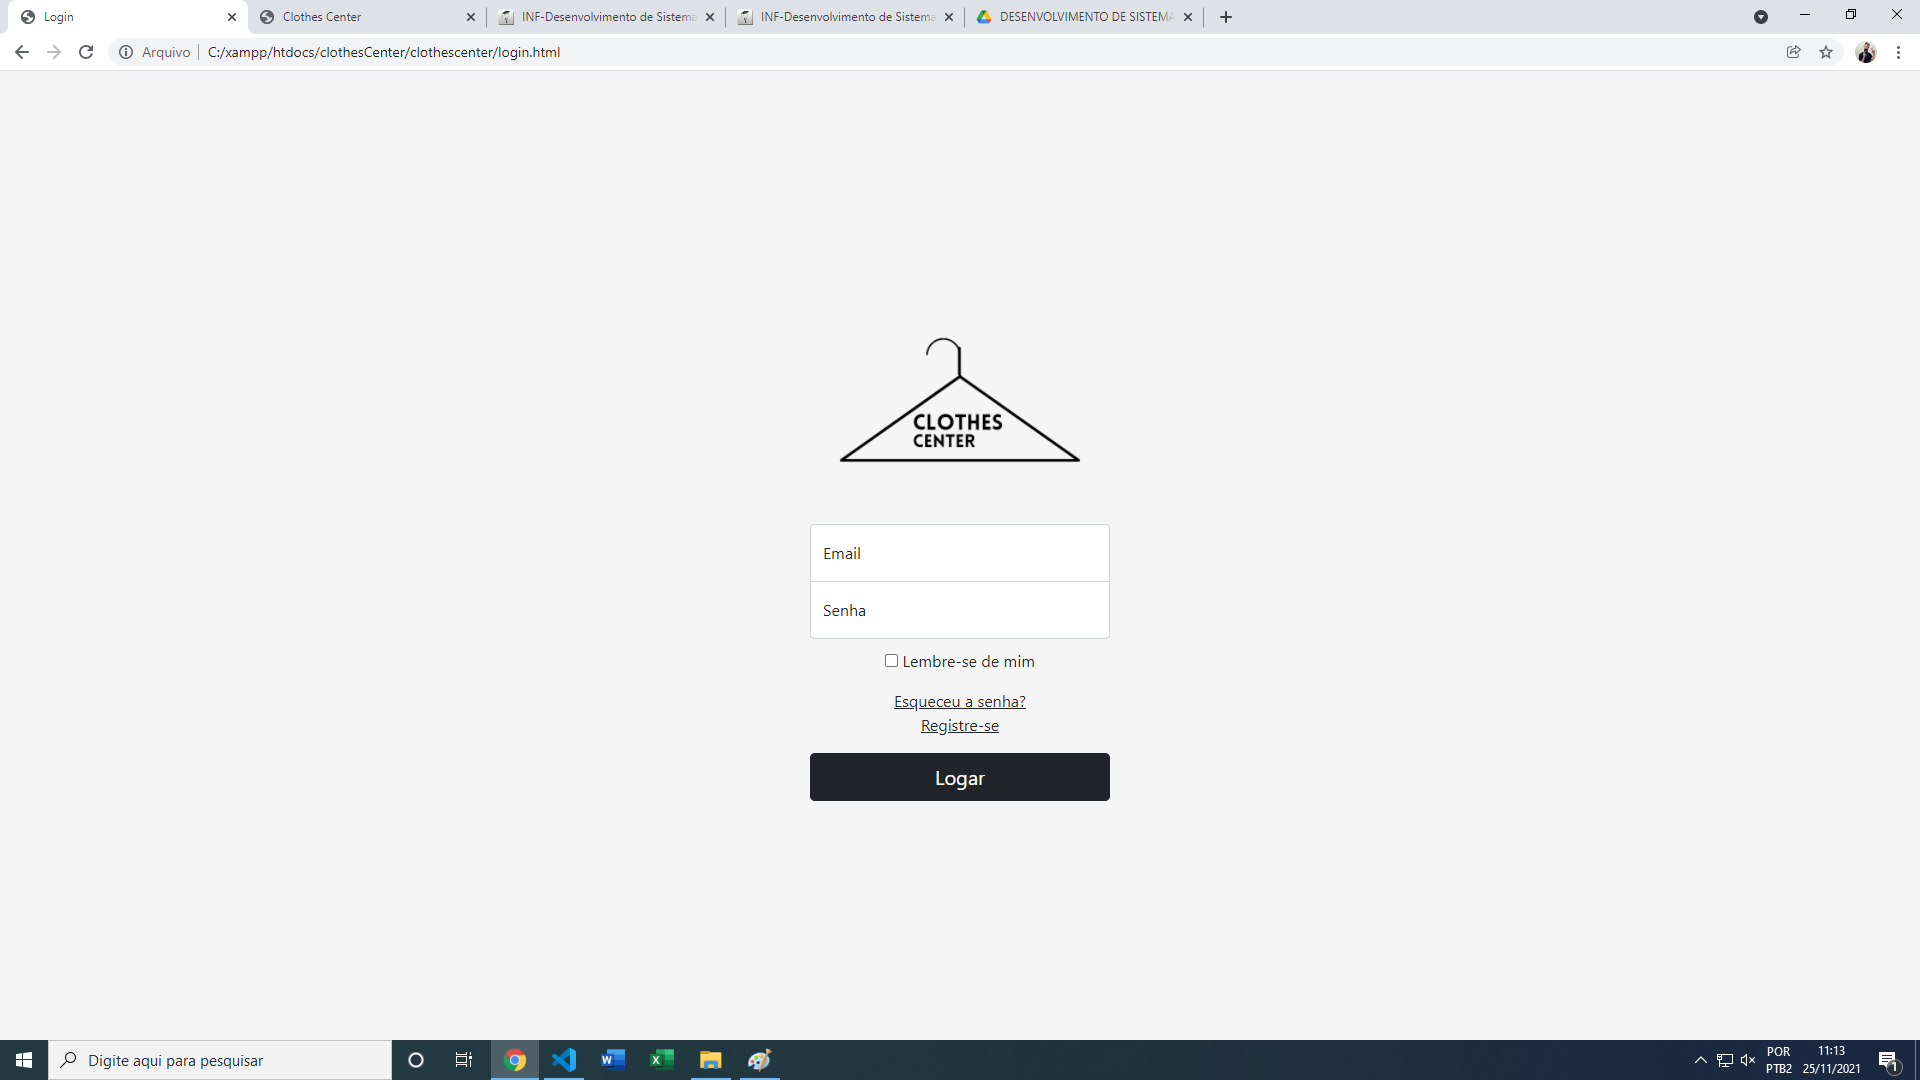 Login
Clothes Center
INF-Desenvolvimento de Sistema
INF-Desenvolvimento de Sistema
DESENVOLVIMENTO DE SISTEMA
Arquivo
C:/xampp/htdocs/clothesCenter/clothescenter/login.html
CLOTHES
CENTER
Email
Senha
Lembre-se de mim
Esqueceu a senha?
Registre-se
Logar
Digite aqui para pesquisar
POR
PTB2
11:13
25/11/2021
1